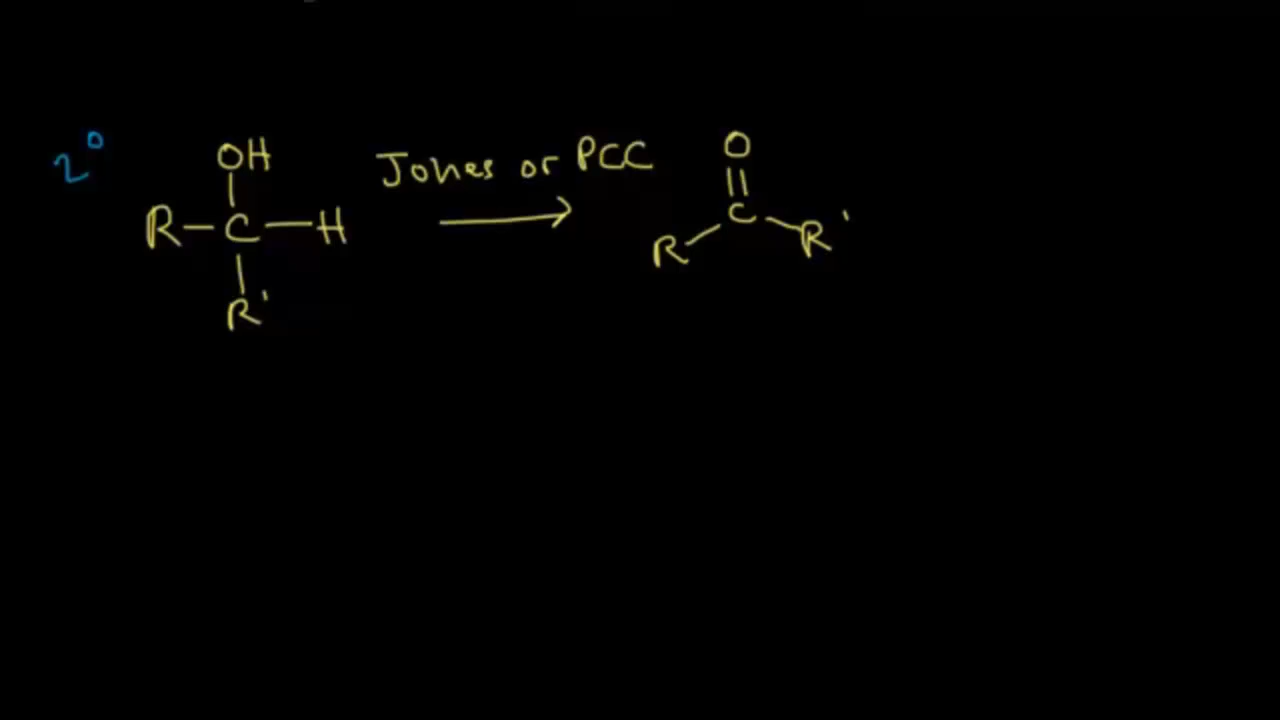 2°
OH
Jones or PCC
O
R-C-H
C
R R'
R'